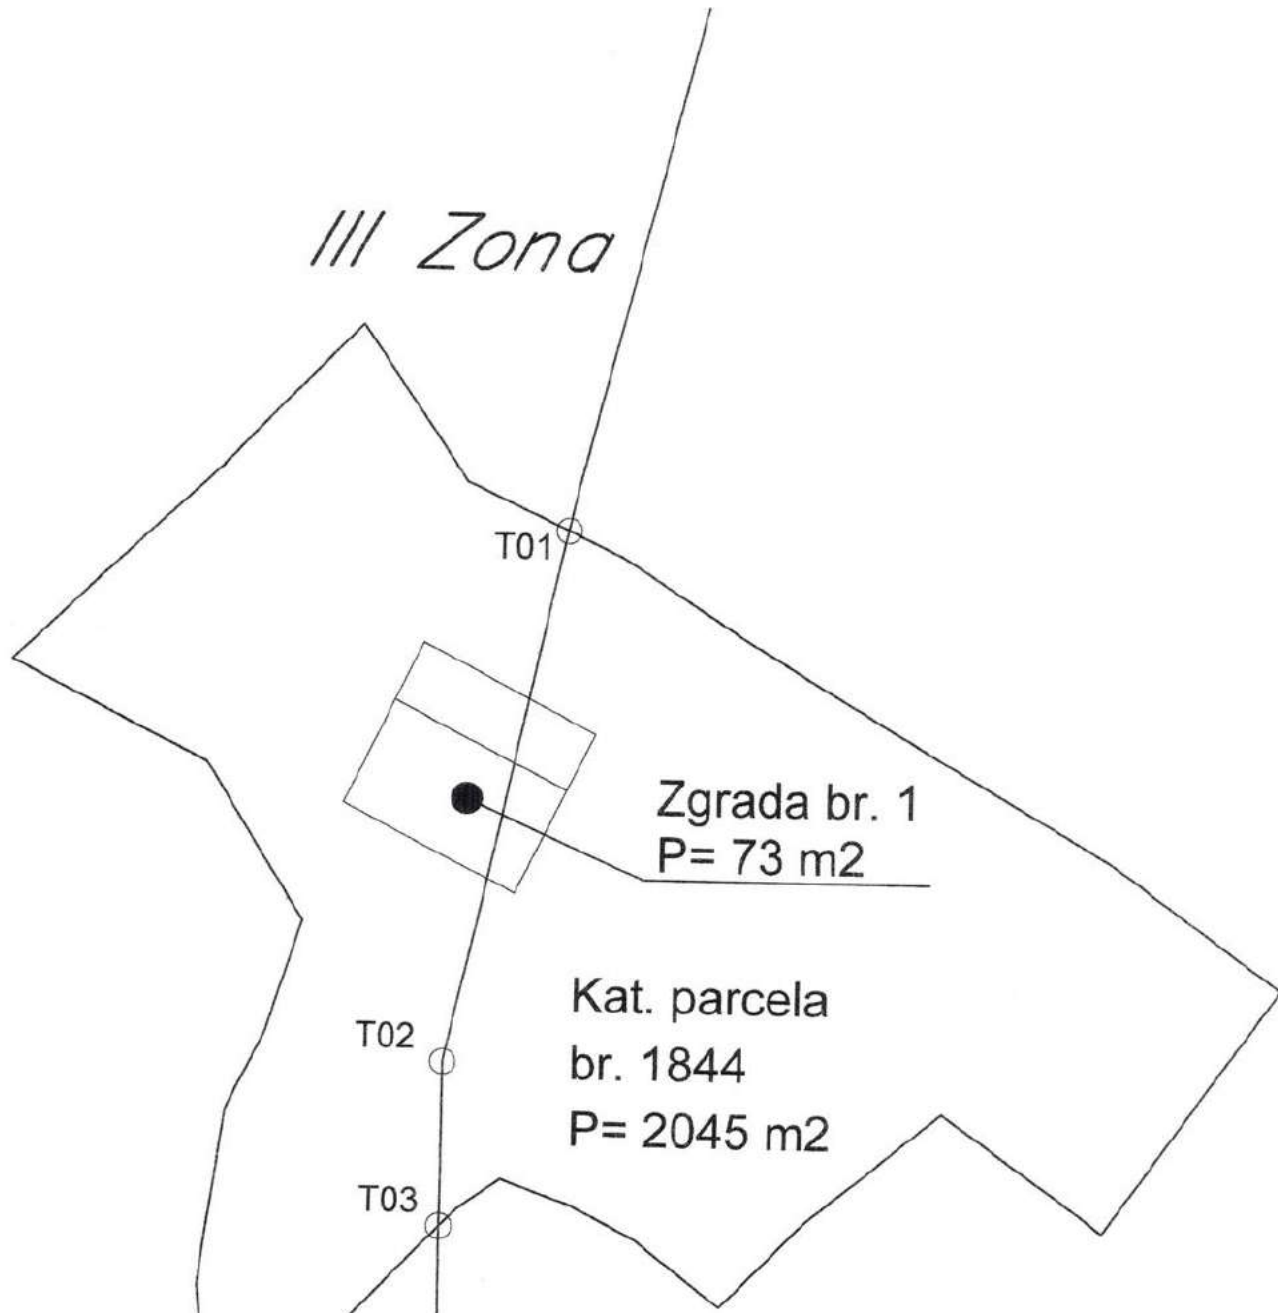 III Zona
T01
Zgrada br. 1
P= 73 m2
Kat. parcela
T02
br. 1844
P= 2045 m2
T03